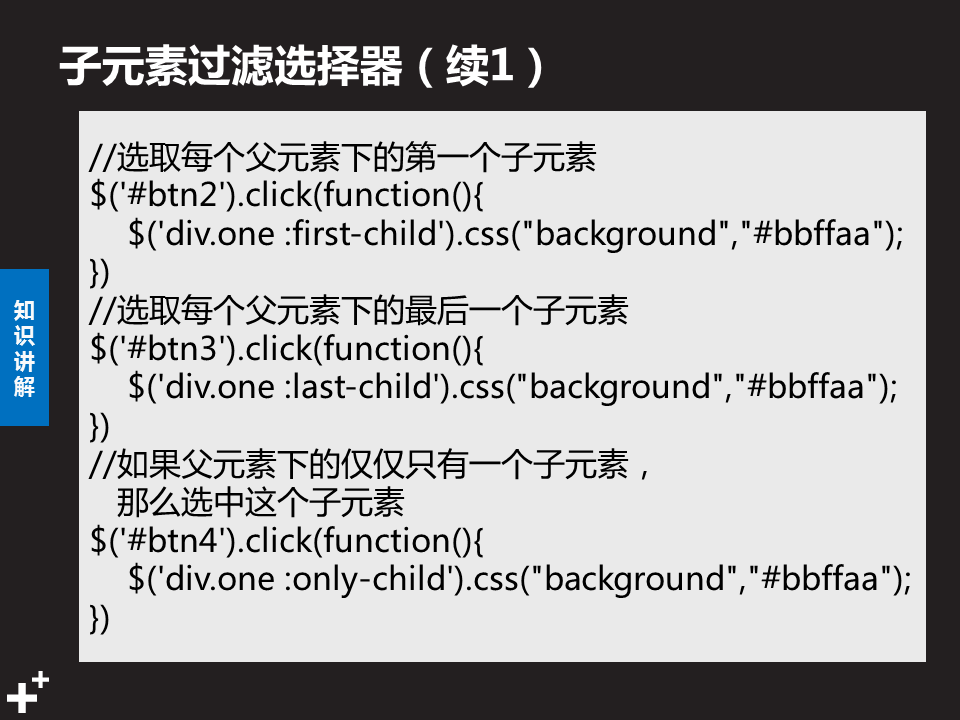 子元素过滤选择器（续1）
//选取每个父元素下的第一个子元素
$('#btn2').click(function(){
    $('div.one :first-child').css("background","#bbffaa");
})
//选取每个父元素下的最后一个子元素
$('#btn3').click(function(){
    $('div.one :last-child').css("background","#bbffaa");
})
//如果父元素下的仅仅只有一个子元素，
   那么选中这个子元素
$('#btn4').click(function(){
    $('div.one :only-child').css("background","#bbffaa");
})
知
识
讲
解